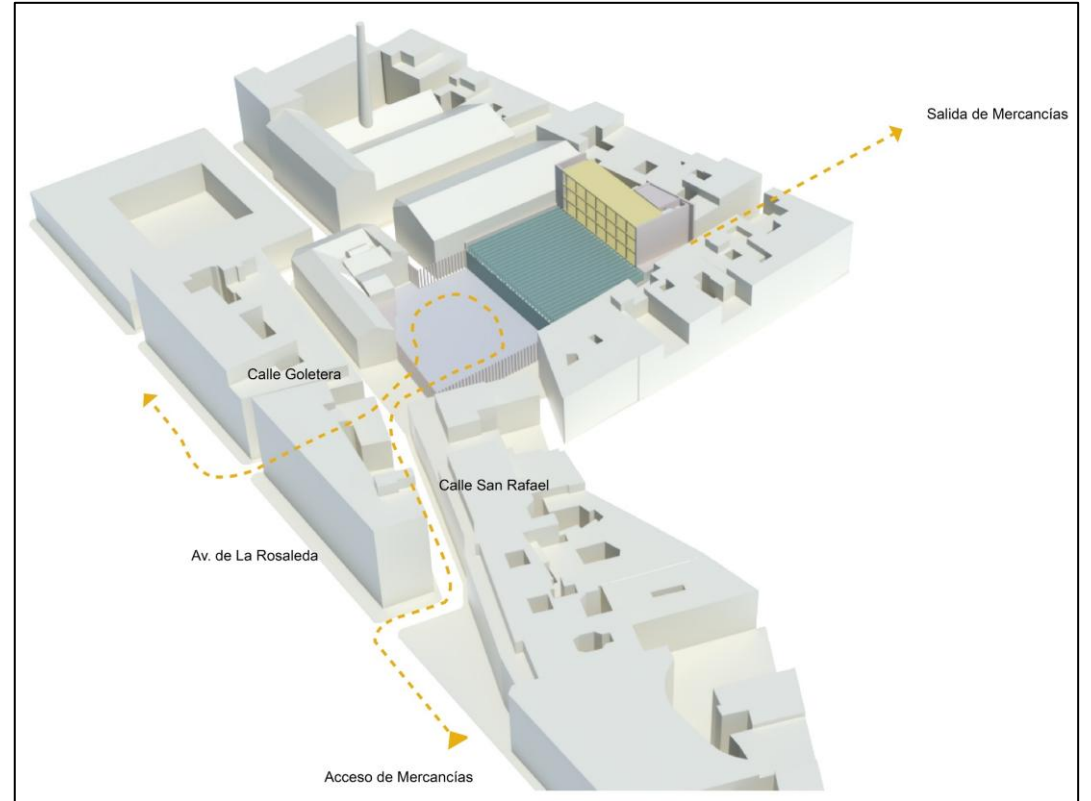 Salida de Mercancías
Calle Goletera
Calle San Rafael
Av. de La Rosaleda
Acceso de Mercancías